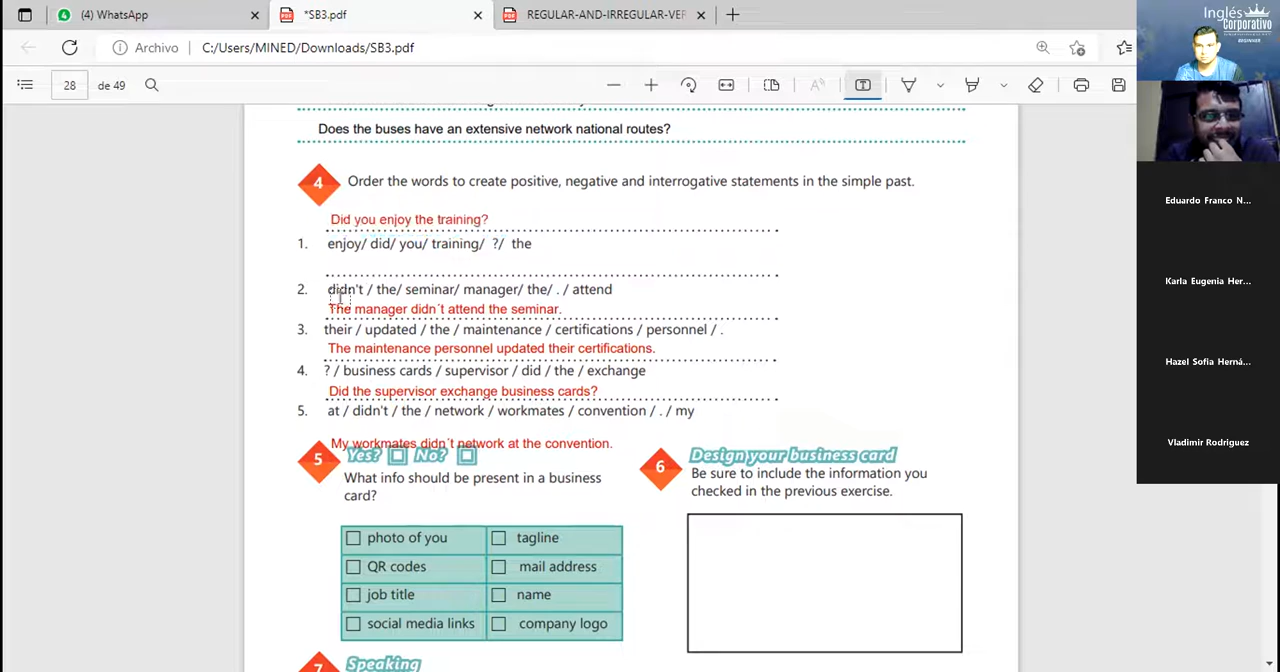 (4) WhatsApp
*SB3.pdf
REGULAR-AND-IRREGULAR-VER
Archivo
C:/Users/MINED/Downloads/SB3.pdf
28
de 49
Inglés
Corporativo
BEGINNER
Does the buses have an extensive network national routes?
4 Order the words to create positive, negative and interrogative statements in the simple past.
Did you enjoy the training?
1. enjoy/ did/ you/ training/ ?/ the
2. didn't / the/ seminar/ manager/ the/ . / attend
The manager didn´t attend the seminar.
3. their / updated / the / maintenance / certifications / personnel / .
The maintenance personnel updated their certifications.
4. ? / business cards / supervisor / did / the / exchange
Did the supervisor exchange business cards?
5. at / didn't / the / network / workmates / convention / . / my
My workmates didn´t network at the convention.
5 Yes? No?
What info should be present in a business
card?
photo of you
tagline
QR codes
mail address
job title
name
social media links
company logo
6 Design your business card
Be sure to include the information you
checked in the previous exercise.
7 Speaking
Eduardo Franco N...
Karla Eugenia Her...
Hazel Sofia Herná...
Vladimir Rodriguez